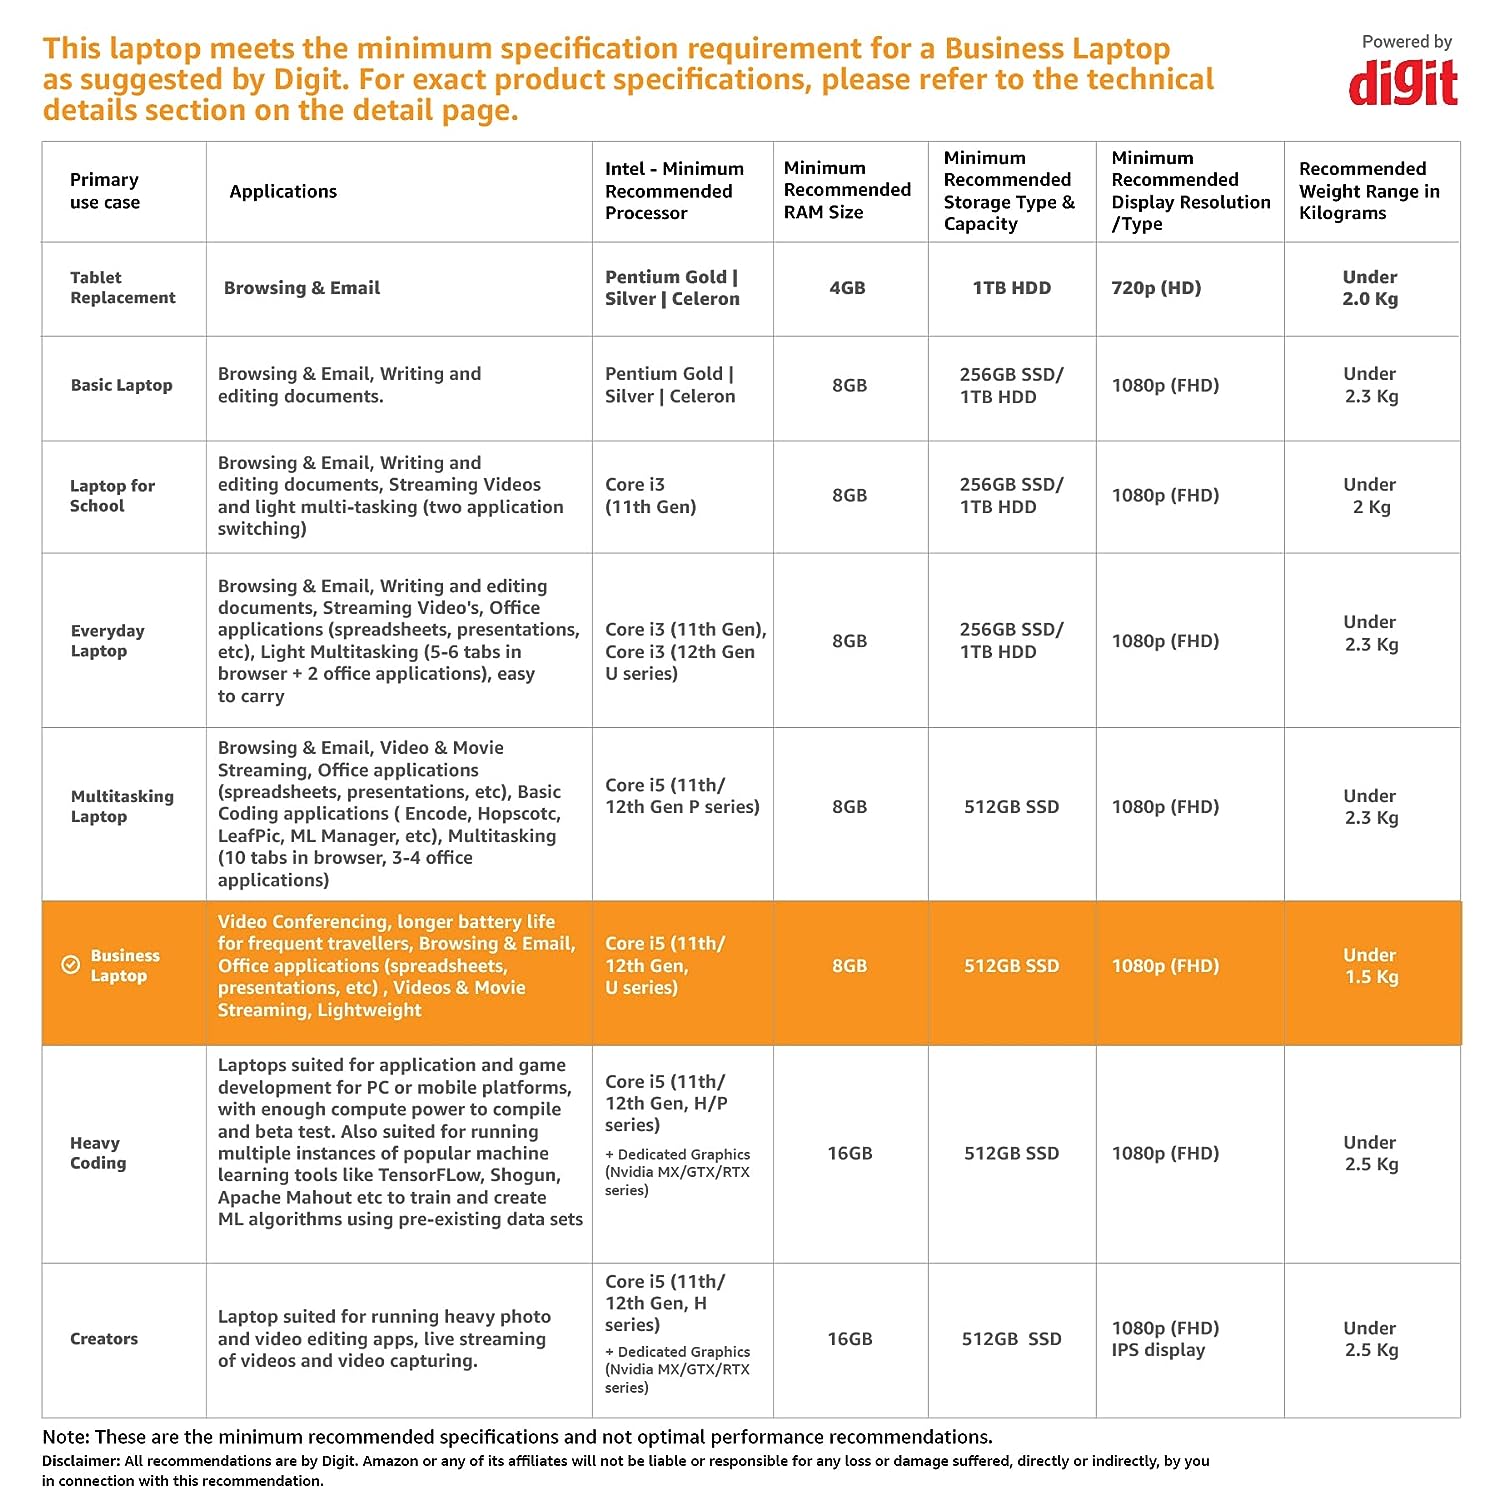 This laptop meets the minimum specification requirement for a Business Laptop
as suggested by Digit. For exact product specifications, please refer to the technical
details section on the detail page.
Powered by
digit
Primary
use case
Applications
Intel - Minimum
Recommended
Processor
Minimum
Recommended
RAM Size
Minimum
Recommended
Storage Type &
Capacity
Minimum
Recommended
Display Resolution
/Type
Recommended
Weight Range in
Kilograms
Tablet
Replacement
Browsing & Email
Pentium Gold |
Silver | Celeron
4GB
1TB HDD
720p (HD)
Under
2.0 Kg
Basic Laptop
Browsing & Email, Writing and
editing documents.
Pentium Gold |
Silver | Celeron
8GB
256GB SSD/
1TB HDD
1080p (FHD)
Under
2.3 Kg
Laptop for
School
Browsing & Email, Writing and
editing documents, Streaming Videos
and light multi-tasking (two application
switching)
Core i3
(11th Gen)
8GB
256GB SSD/
1TB HDD
1080p (FHD)
Under
2 Kg
Everyday
Laptop
Browsing & Email, Writing and editing
documents, Streaming Video's, Office
applications (spreadsheets, presentations,
etc), Light Multitasking (5-6 tabs in
browser + 2 office applications), easy
to carry
Core i3 (11th Gen),
Core i3 (12th Gen
U series)
8GB
256GB SSD/
1TB HDD
1080p (FHD)
Under
2.3 Kg
Multitasking
Laptop
Browsing & Email, Video & Movie
Streaming, Office applications
(spreadsheets, presentations, etc), Basic
Coding applications ( Encode, Hopscotc,
LeafPic, ML Manager, etc), Multitasking
(10 tabs in browser, 3-4 office
applications)
Core i5 (11th/
12th Gen P series)
8GB
512GB SSD
1080p (FHD)
Under
2.3 Kg
Business
Laptop
Video Conferencing, longer battery life
for frequent travellers, Browsing & Email,
Office applications (spreadsheets,
presentations, etc) , Videos & Movie
Streaming, Lightweight
Core i5 (11th/
12th Gen,
U series)
8GB
512GB SSD
1080p (FHD)
Under
1.5 Kg
Heavy
Coding
Laptops suited for application and game
development for PC or mobile platforms,
with enough compute power to compile
and beta test. Also suited for running
multiple instances of popular machine
learning tools like TensorFLow, Shogun,
Apache Mahout etc to train and create
ML algorithms using pre-existing data sets
Core i5 (11th/
12th Gen, H/P
series)
+ Dedicated Graphics
(Nvidia MX/GTX/RTX
series)
16GB
512GB SSD
1080p (FHD)
Under
2.5 Kg
Creators
Laptop suited for running heavy photo
and video editing apps, live streaming
of videos and video capturing.
Core i5 (11th/
12th Gen, H
series)
+ Dedicated Graphics
(Nvidia MX/GTX/RTX
series)
16GB
512GB SSD
1080p (FHD)
IPS display
Under
2.5 Kg
Note: These are the minimum recommended specifications and not optimal performance recommendations.
Disclaimer: All recommendations are by Digit. Amazon or any of its affiliates will not be liable or responsible for any loss or damage suffered, directly or indirectly, by you
in connection with this recommendation.